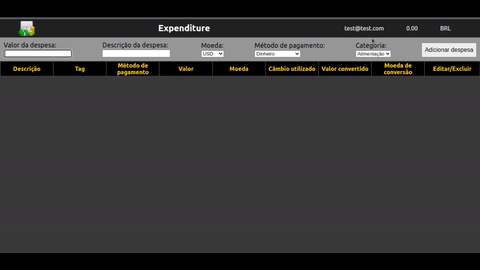 Expenditure
test@test.com 0.00 BRL
Valor da despesa: Descrição da despesa: Moeda: Método de pagamento: Categoria:
USD Dinheiro Alimentação Adicionar despesa
Descrição Tag Método de pagamento Valor Moeda Câmbio utilizado Valor convertido Moeda de conversão Editar/Excluir